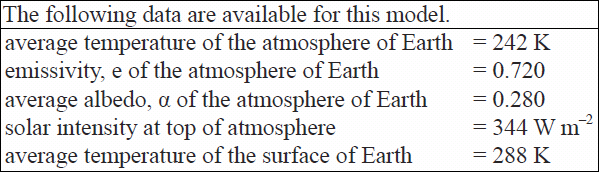 The following data are available for this model.
average temperature of the atmosphere of Earth = 242 K
emissivity, e of the atmosphere of Earth = 0.720
average albedo, α of the atmosphere of Earth = 0.280
solar intensity at top of atmosphere = 344 W m⁻²
average temperature of the surface of Earth = 288 K